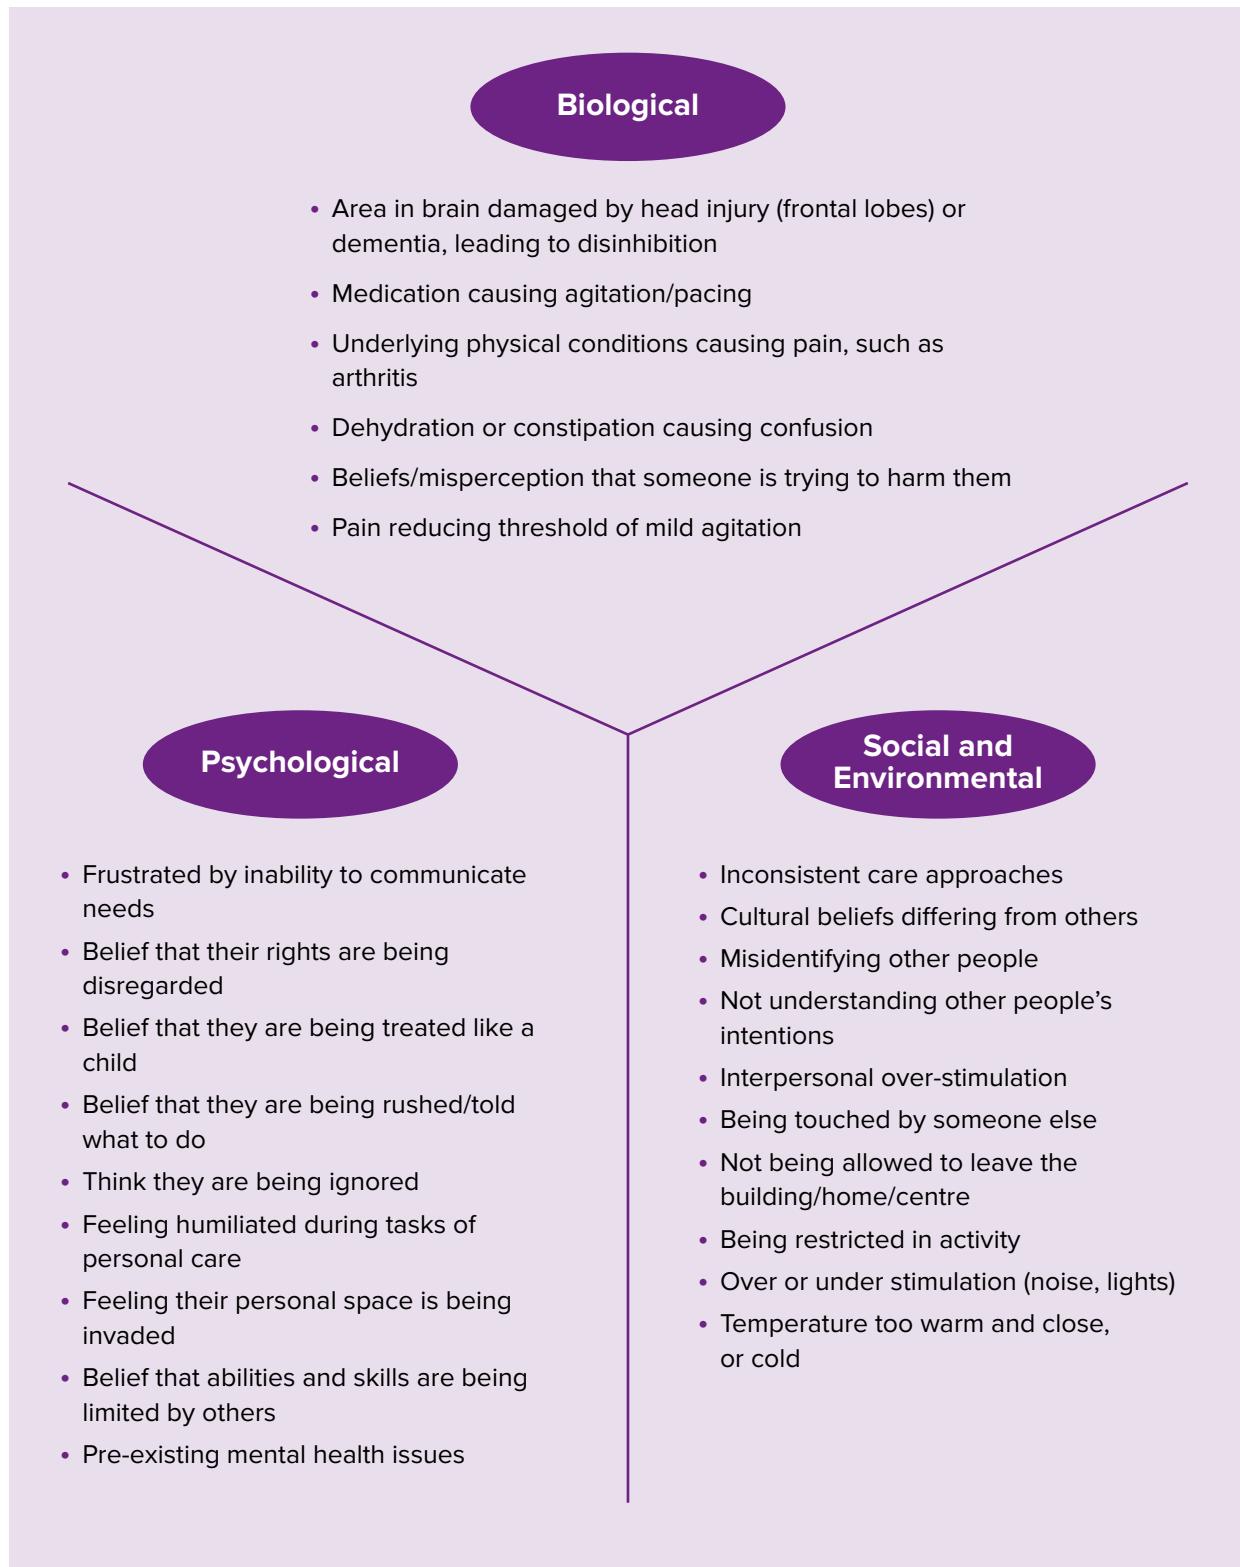 Biological
• Area in brain damaged by head injury (frontal lobes) or
dementia, leading to disinhibition
• Medication causing agitation/pacing
• Underlying physical conditions causing pain, such as
arthritis
• Dehydration or constipation causing confusion
• Beliefs/misperception that someone is trying to harm them
• Pain reducing threshold of mild agitation
Psychological
• Frustrated by inability to communicate
needs
• Belief that their rights are being
disregarded
• Belief that they are being treated like a
child
• Belief that they are being rushed/told
what to do
• Think they are being ignored
• Feeling humiliated during tasks of
personal care
• Feeling their personal space is being
invaded
• Belief that abilities and skills are being
limited by others
• Pre-existing mental health issues
Social and
Environmental
• Inconsistent care approaches
• Cultural beliefs differing from others
• Misidentifying other people
• Not understanding other people’s
intentions
• Interpersonal over-stimulation
• Being touched by someone else
• Not being allowed to leave the
building/home/centre
• Being restricted in activity
• Over or under stimulation (noise, lights)
• Temperature too warm and close,
or cold